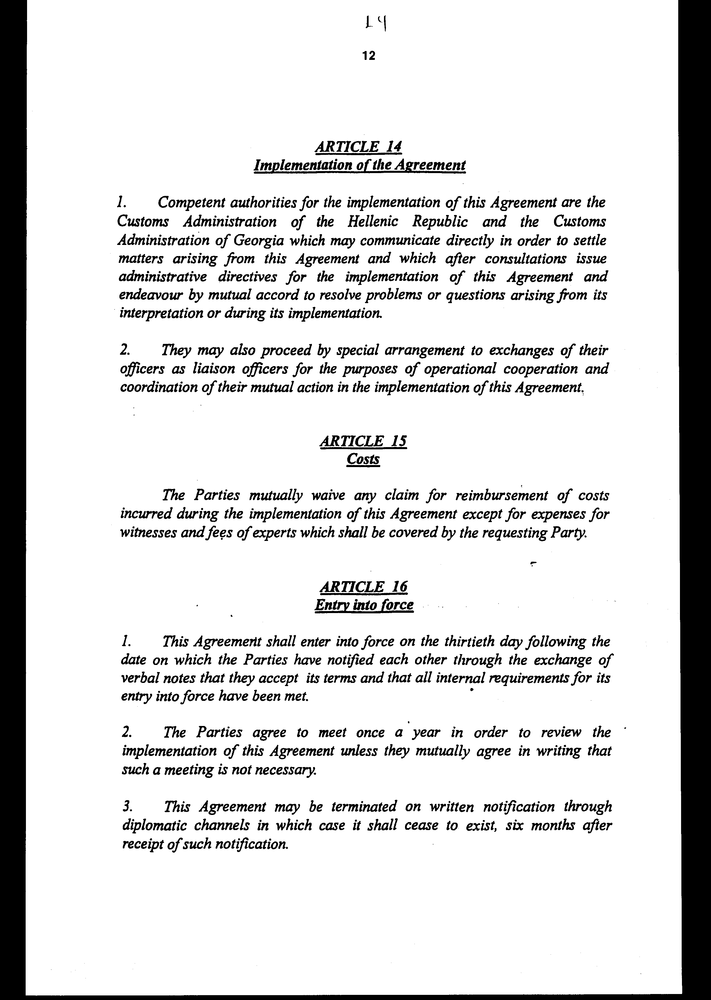 14
12
ARTICLE 14
Implementation of the Agreement
1. Competent authorities for the implementation of this Agreement are the
Customs Administration of the Hellenic Republic and the Customs
Administration of Georgia which may communicate directly in order to settle
matters arising from this Agreement and which after consultations issue
administrative directives for the implementation of this Agreement and
endeavour by mutual accord to resolve problems or questions arising from its
interpretation or during its implementation.
2. They may also proceed by special arrangement to exchanges of their
officers as liaison officers for the purposes of operational cooperation and
coordination of their mutual action in the implementation of this Agreement.
ARTICLE 15
Costs
The Parties mutually waive any claim for reimbursement of costs
incurred during the implementation of this Agreement except for expenses for
witnesses and fees of experts which shall be covered by the requesting Party.
ARTICLE 16
Entry into force
1. This Agreement shall enter into force on the thirtieth day following the
date on which the Parties have notified each other through the exchange of
verbal notes that they accept its terms and that all internal requirements for its
entry into force have been met.
2. The Parties agree to meet once a year in order to review the
implementation of this Agreement unless they mutually agree in writing that
such a meeting is not necessary.
3. This Agreement may be terminated on written notification through
diplomatic channels in which case it shall cease to exist, six months after
receipt of such notification.